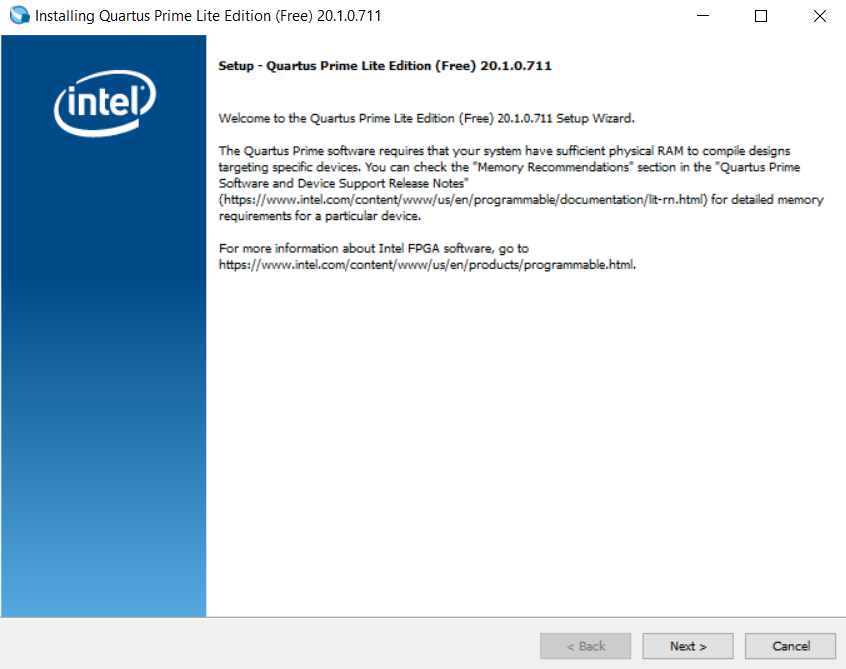 Installing Quartus Prime Lite Edition (Free) 20.1.0.711
intel
Setup - Quartus Prime Lite Edition (Free) 20.1.0.711
Welcome to the Quartus Prime Lite Edition (Free) 20.1.0.711 Setup Wizard.
The Quartus Prime software requires that your system have sufficient physical RAM to compile designs
targeting specific devices. You can check the "Memory Recommendations" section in the "Quartus Prime
Software and Device Support Release Notes"
(https://www.intel.com/content/www/us/en/programmable/documentation/lit-rn.html) for detailed memory
requirements for a particular device.
For more information about Intel FPGA software, go to
https://www.intel.com/content/www/us/en/products/programmable.html.
< Back
Next >
Cancel